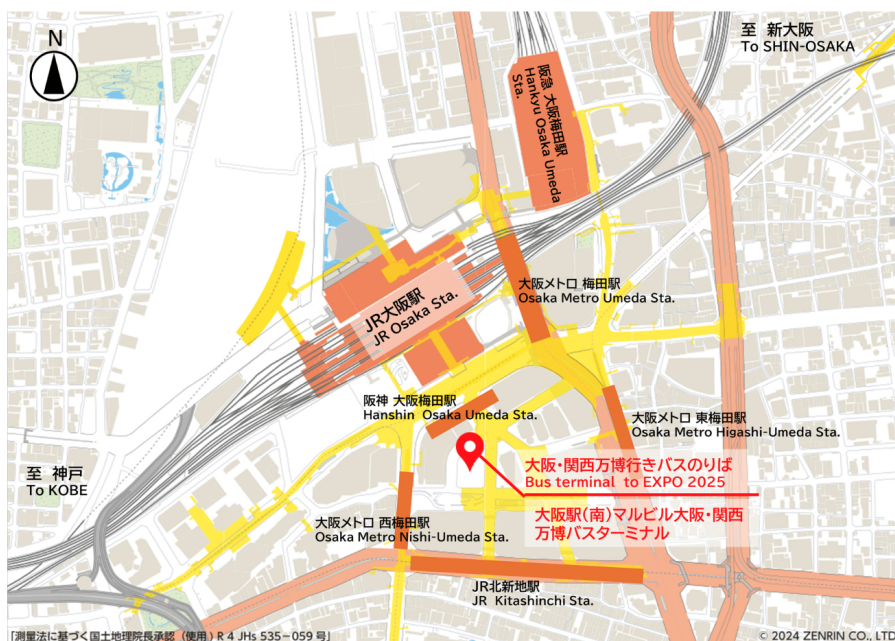 N
至 新大阪
To SHIN-OSAKA
阪急 大阪梅田駅
Hankyu Osaka Umeda
Sta.
大阪メトロ 梅田駅
Osaka Metro Umeda Sta.
JR大阪駅
JR Osaka Sta.
阪神 大阪梅田駅
Hanshin Osaka Umeda Sta.
大阪メトロ 東梅田駅
Osaka Metro Higashi-Umeda Sta.
至 神戸
To KOBE
大阪・関西万博行きバスのりば
Bus terminal to EXPO 2025
大阪駅(南)マルビル大阪・関西
万博バスターミナル
大阪メトロ 西梅田駅
Osaka Metro Nishi-Umeda Sta.
JR北新地駅
JR Kitashinchi Sta.
「測量法に基づく国土地理院長承認（使用）R 4 JHs 535－059 号」
© 2024 ZENRIN CO., LTD